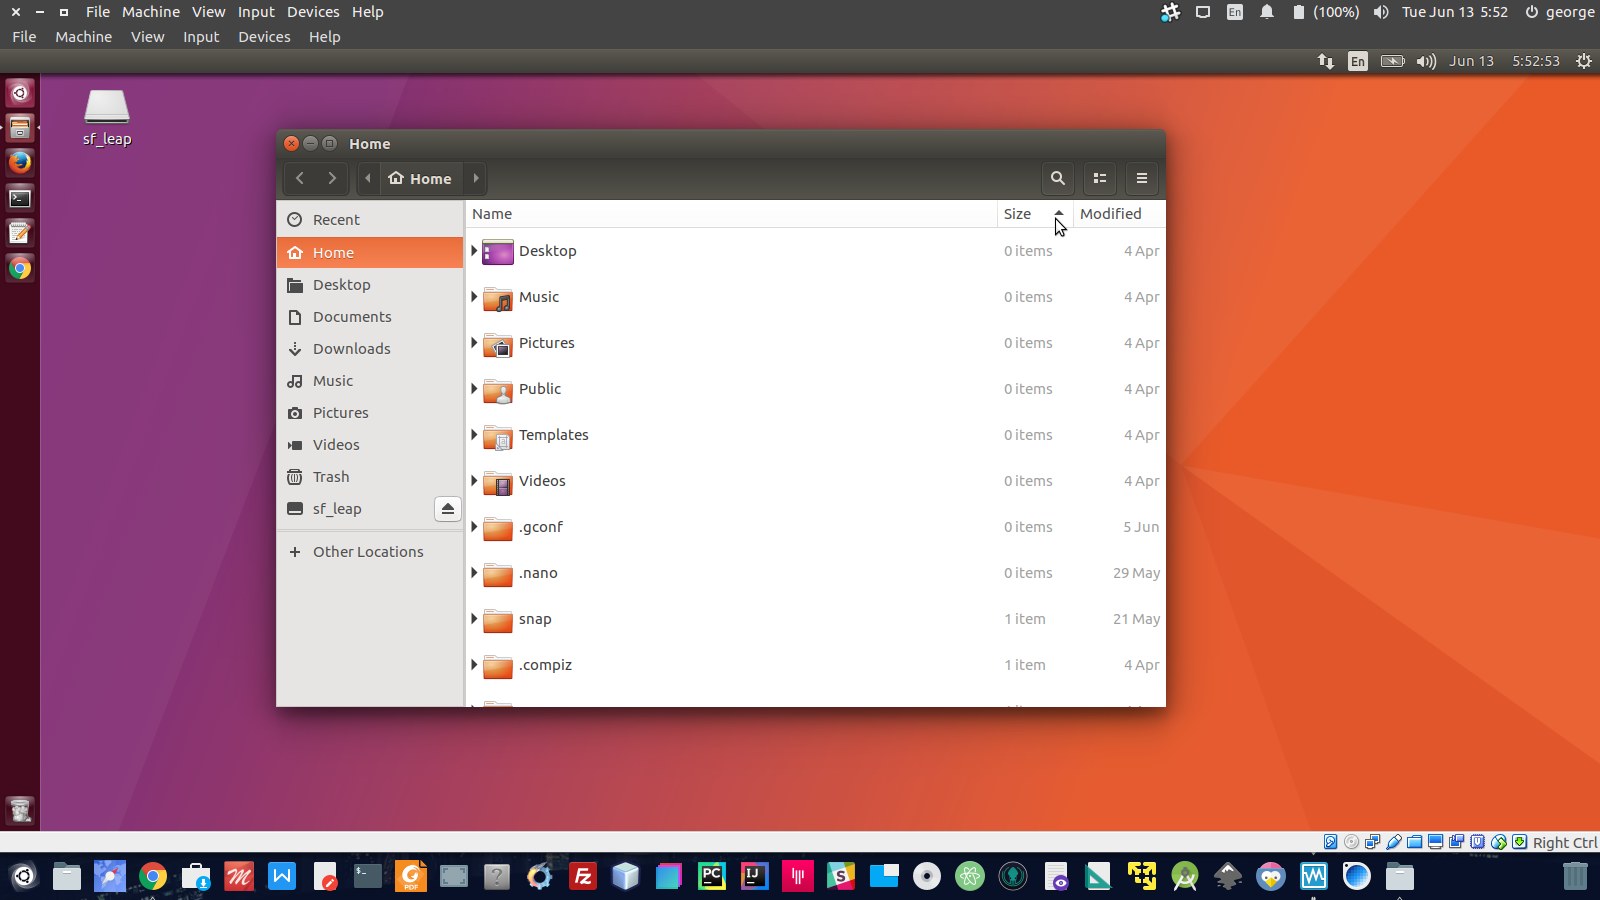 File Machine View Input Devices Help En (100%) Tue Jun 13 5:52 george
File Machine View Input Devices Help
En Jun 13 5:52:53
sf_leap
Home
Home
Name Size Modified
Recent
Home
Desktop
Documents
Downloads
Music
Pictures
Videos
Trash
sf_leap
Other Locations
Desktop 0 items 4 Apr
Music 0 items 4 Apr
Pictures 0 items 4 Apr
Public 0 items 4 Apr
Templates 0 items 4 Apr
Videos 0 items 4 Apr
.gconf 0 items 5 Jun
.nano 0 items 29 May
snap 1 item 21 May
.compiz 1 item 4 Apr
Right Ctrl
PDF
FZ
PC
IJ